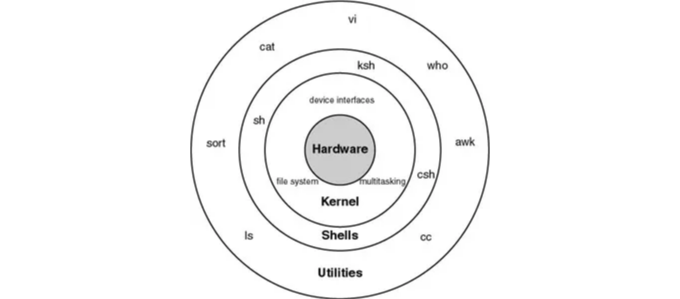 vi
cat
ksh
who
device interfaces
sh
sort
Hardware
awk
csh
file system
multitasking
Kernel
ls
Shells
cc
Utilities